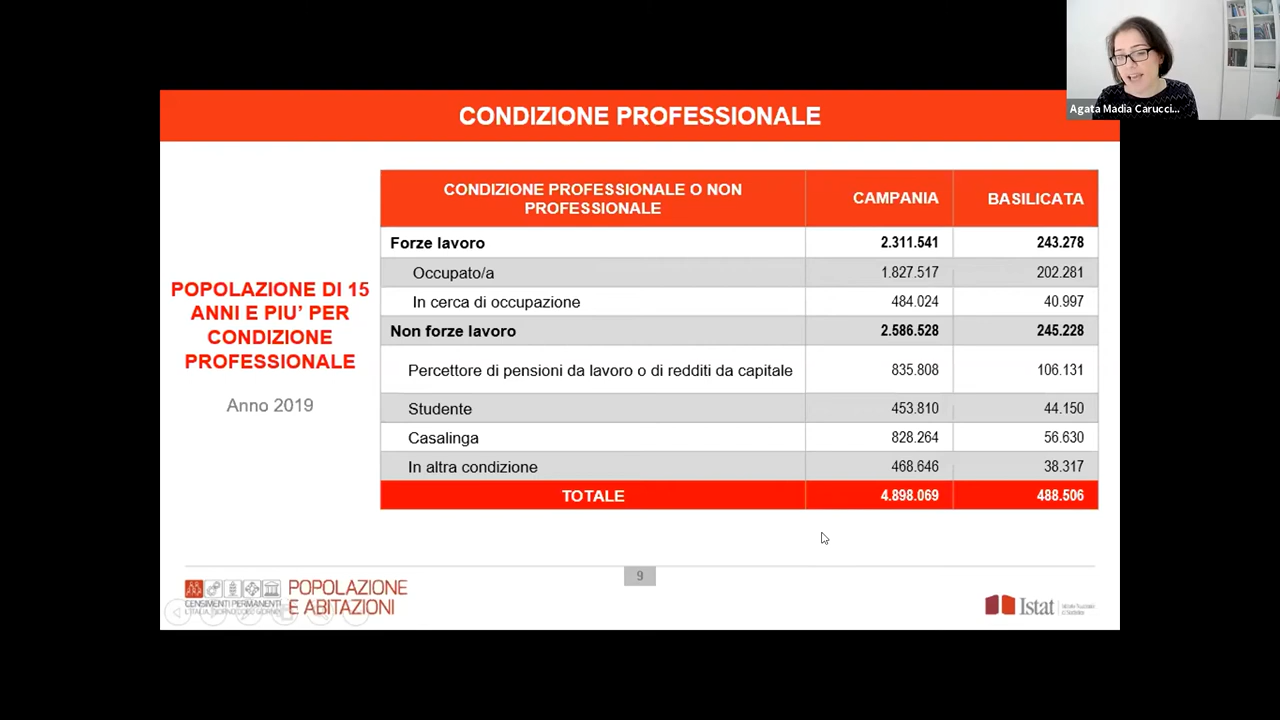 Agata Madia Carucci...
CONDIZIONE PROFESSIONALE
POPOLAZIONE DI 15
ANNI E PIU’ PER
CONDIZIONE
PROFESSIONALE
Anno 2019
CONDIZIONE PROFESSIONALE O NON
PROFESSIONALE
CAMPANIA
BASILICATA
Forze lavoro 2.311.541 243.278
Occupato/a 1.827.517 202.281
In cerca di occupazione 484.024 40.997
Non forze lavoro 2.586.528 245.228
Percettore di pensioni da lavoro o di redditi da capitale 835.808 106.131
Studente 453.810 44.150
Casalinga 828.264 56.630
In altra condizione 468.646 38.317
TOTALE 4.898.069 488.506
9
CENSIMENTI PERMANENTI
POPOLAZIONE
E ABITAZIONI
Istat